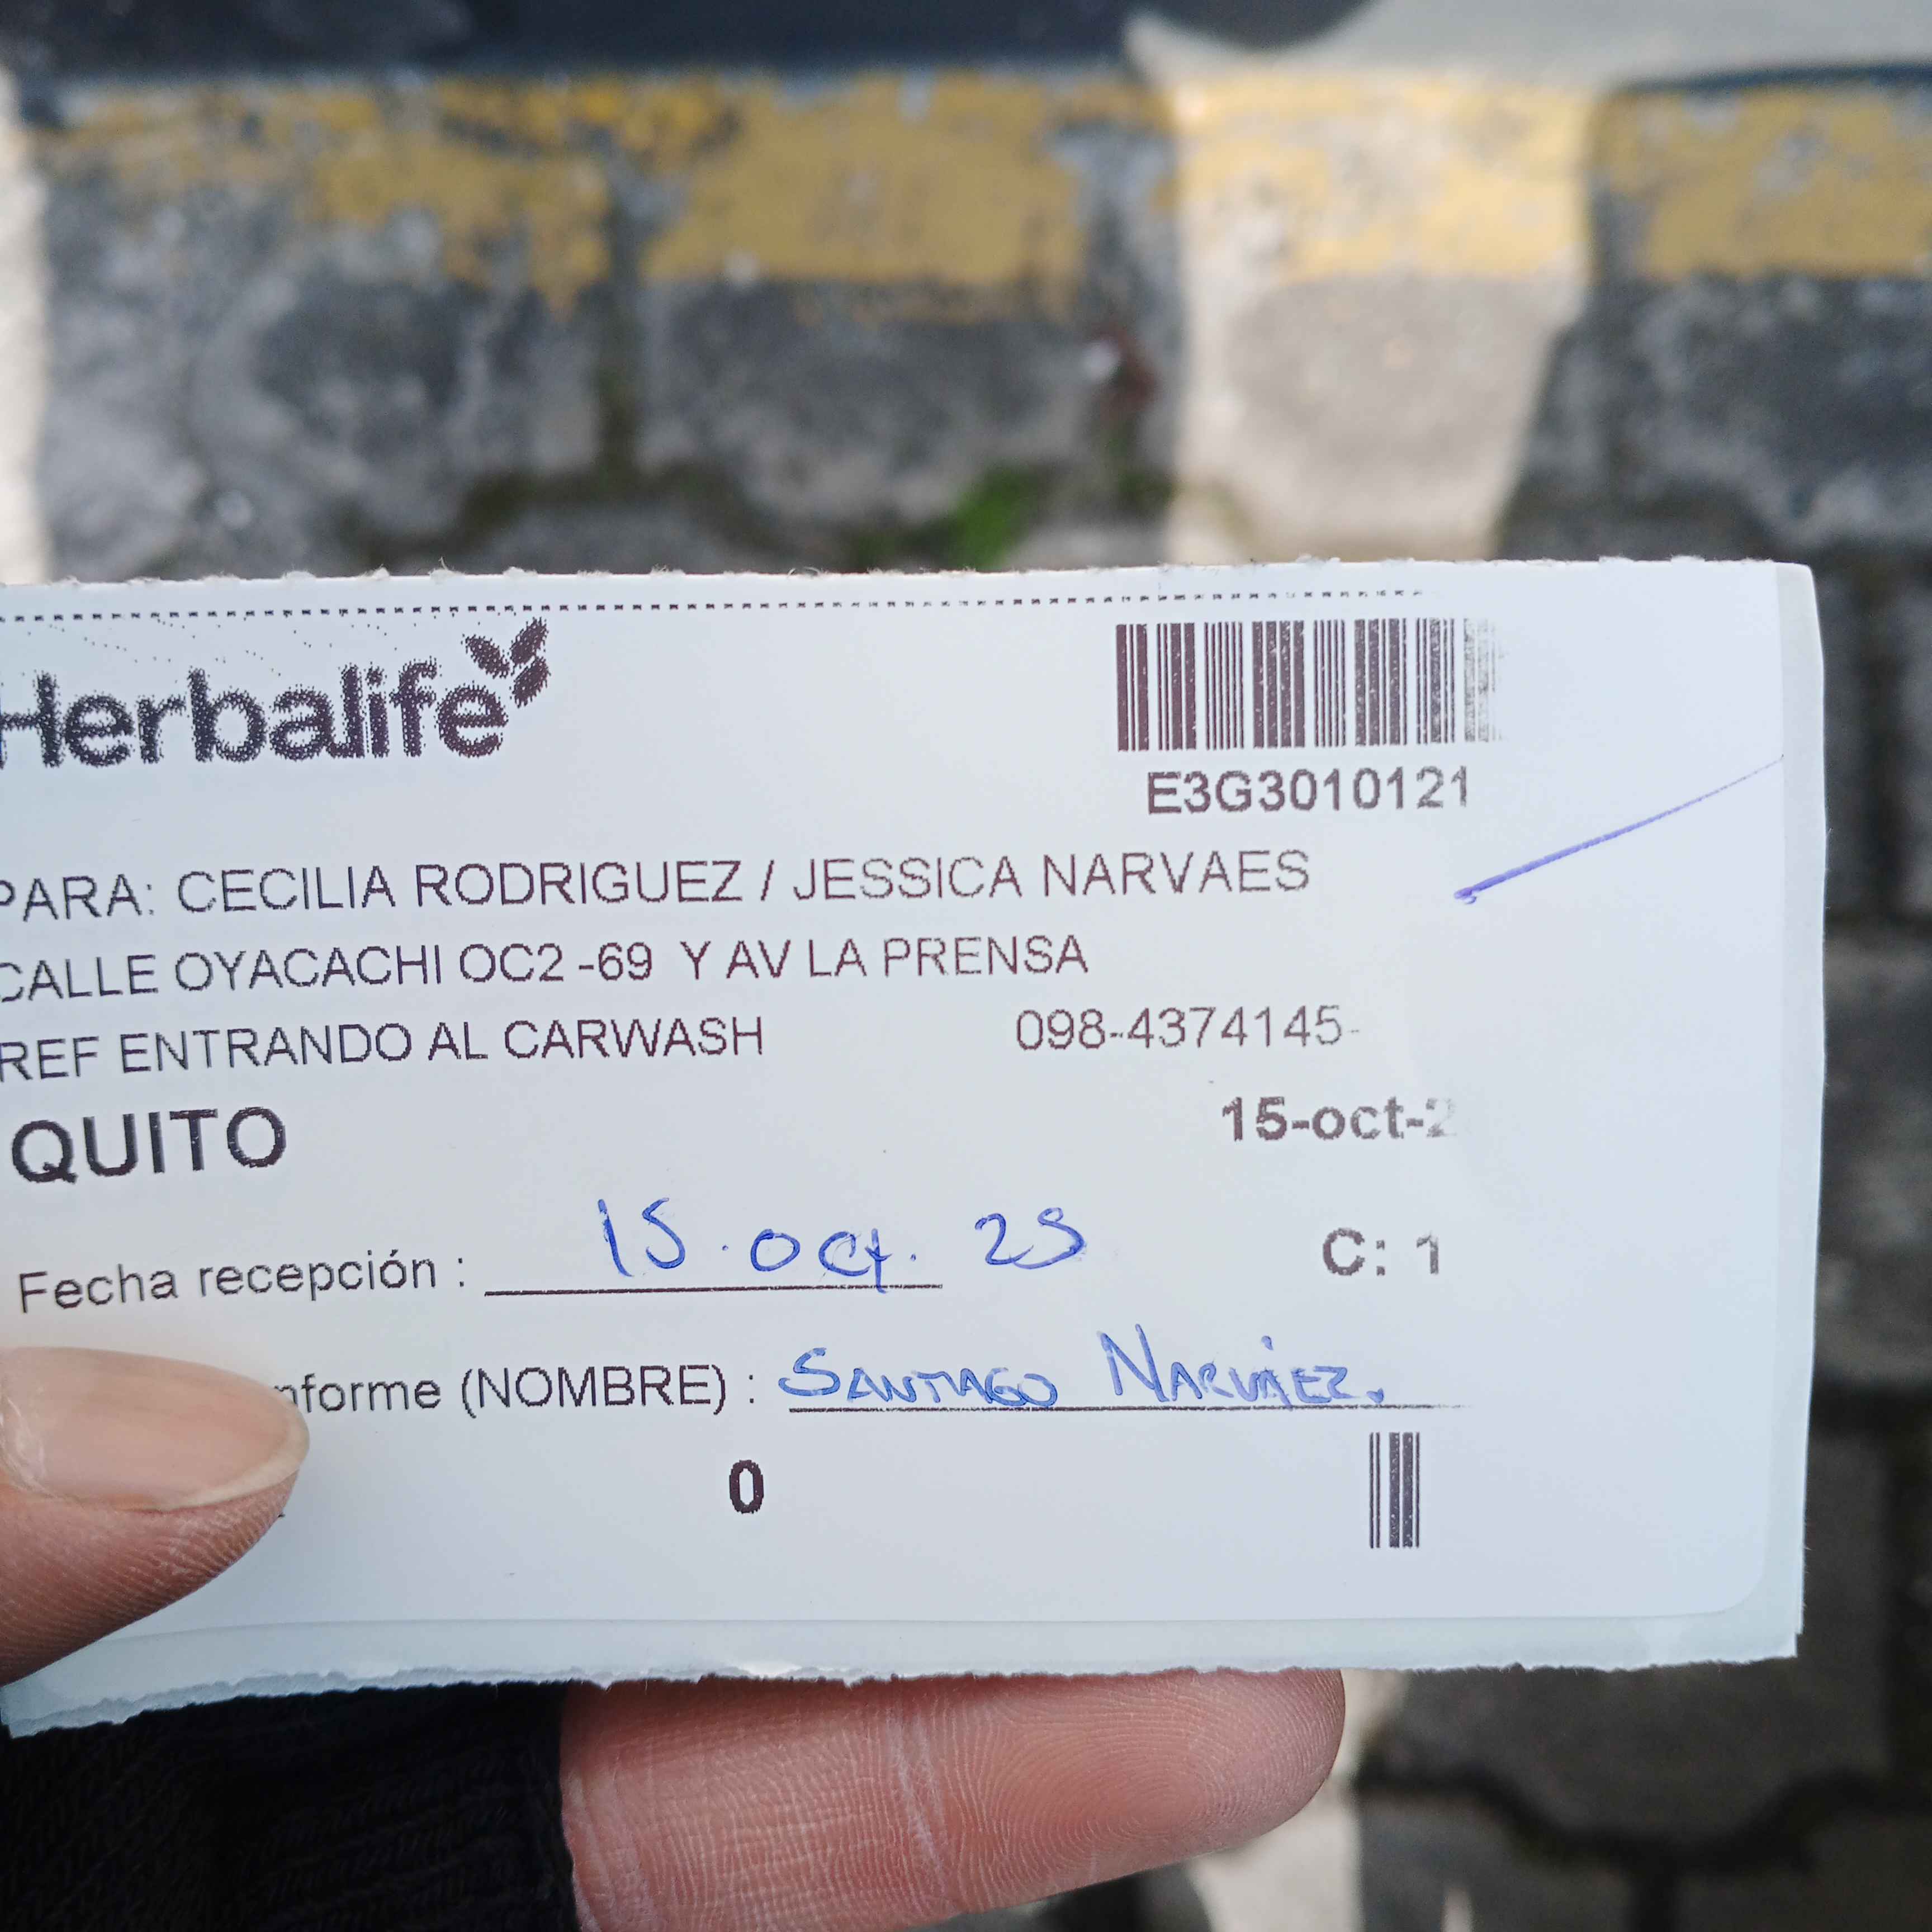 Herbalife
E3G3010121
PARA: CECILIA RODRIGUEZ / JESSICA NARVAES
CALLE OYACACHI OC2 -69 Y AV LA PRENSA
REF ENTRANDO AL CARWASH 098-4374145-
QUITO 15-oct-2
Fecha recepción : 15. Oct. 25 C: 1
nforme (NOMBRE) : SANTIAGO NARVÁEZ.
0